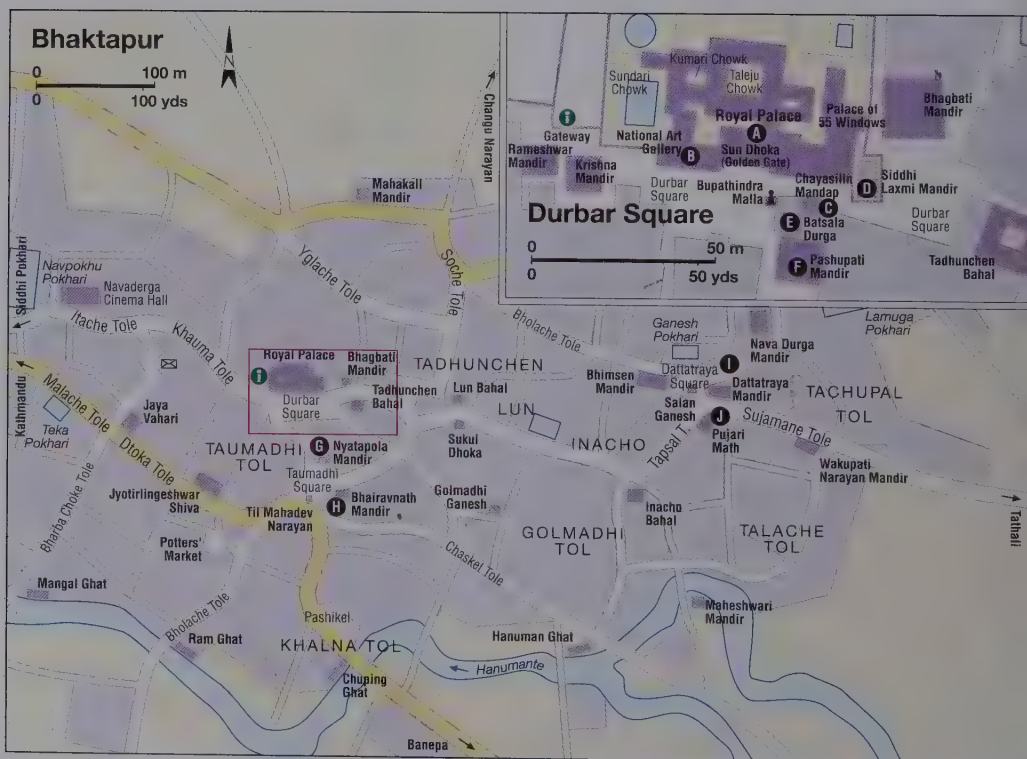 Bhaktapur
0 100 m
0 100 yds
N
Changu Narayan
Mahakali
Mandir
Siddhi Pokhari
Navpokhu
Pokhari
Navaderga
Cinema Hall
Itache Tole
Khauma Tole
Yglache Tole
Soche Tole
Kathmandu
Malache Tole
Teka
Pokhari
Jaya
Vahari
Dtoka Tole
Bharba Choke Tole
Royal Palace
i
Durbar
Square
Bhagbati
Mandir
Tadhunchen
Bahal
TADHUNCHEN
Lun Bahal
LUN
Sukul
Dhoka
TAUMADHI
TOL
G
Nyatapola
Mandir
Taumadhi
Square
H
Bhairavnath
Mandir
Til Mahadev
Narayan
Jyotirlingeshwar
Shiva
Potters'
Market
Golmadhi
Ganesh
Bholache Tole
Ganesh
Pokhari
Nava Durga
Mandir
I
Dattatraya
Square
Bhimsen
Mandir
Dattatraya
Mandir
Salan
Ganesh
J
Pujari
Math
Tapsal T.
Sujamane Tole
TACHUPAL
TOL
Lamuga
Pokhari
INACHO
Wakupati
Narayan Mandir
Tathali
Inacho
Bahal
GOLMADHI
TOL
TALACHE
TOL
Chasket Tole
Maheshwari
Mandir
Mangal Ghat
Bholache Tole
Ram Ghat
Pashikel
KHALNA TOL
Chuping
Ghat
Hanuman Ghat
Hanumante
Banepa
Durbar Square
0 50 m
0 50 yds
Kumari Chowk
Sundari
Chowk
Taleju
Chowk
Royal Palace
A
Sun Dhoka
(Golden Gate)
Palace of
55 Windows
Bhagbati
Mandir
i
Gateway
Rameshwar
Mandir
Krishna
Mandir
National Art
Gallery
B
Durbar
Square
Bupathindra
Malla
Chayasilin
Mandap
C
D
Siddhi
Laxmi Mandir
E
Batsala
Durga
F
Pashupati
Mandir
Durbar
Square
Tadhunchen
Bahal